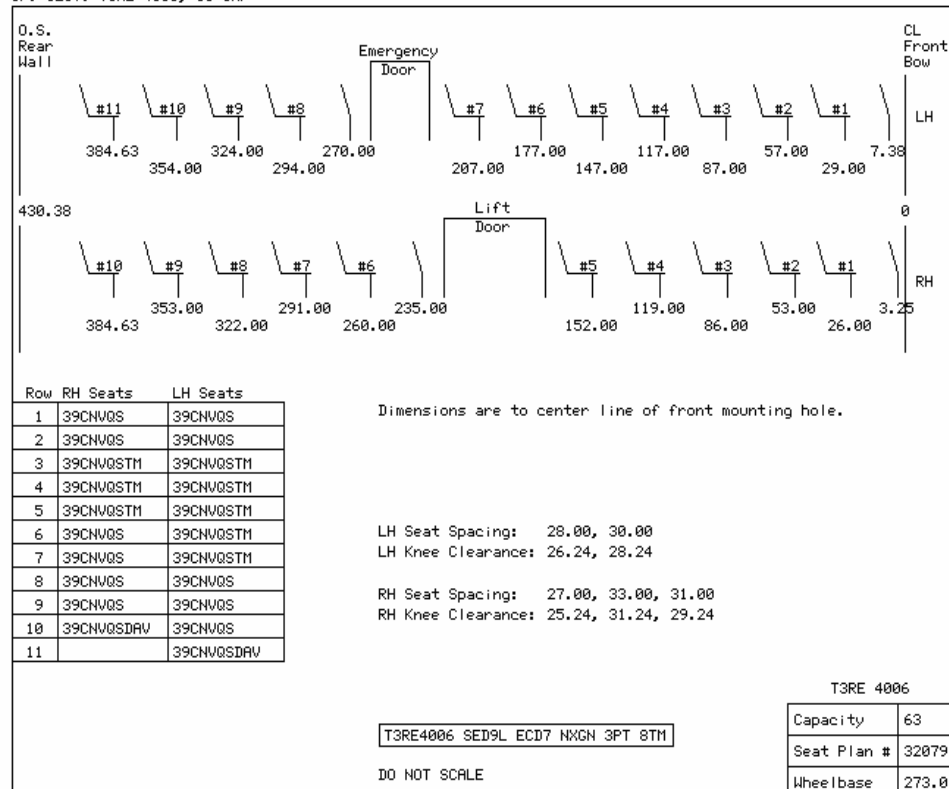 O.S.
Rear
Wall
CL
Front
Bow
Emergency
Door
#11 #10 #9 #8 #7 #6 #5 #4 #3 #2 #1
LH
384.63 324.00 270.00 177.00 117.00 57.00 7.38
354.00 294.00 207.00 147.00 87.00 29.00
430.38
0
Lift
Door
#10 #9 #8 #7 #6 #5 #4 #3 #2 #1
RH
353.00 291.00 235.00 119.00 53.00 3.25
384.63 322.00 260.00 152.00 86.00 26.00
Row RH Seats LH Seats
1 39CNVQS 39CNVQS
2 39CNVQS 39CNVQS
3 39CNVQSTM 39CNVQSTM
4 39CNVQSTM 39CNVQSTM
5 39CNVQSTM 39CNVQSTM
6 39CNVQS 39CNVQSTM
7 39CNVQS 39CNVQSTM
8 39CNVQS 39CNVQS
9 39CNVQS 39CNVQS
10 39CNVQSDAV 39CNVQS
11 39CNVQSDAV
Dimensions are to center line of front mounting hole.
LH Seat Spacing: 28.00, 30.00
LH Knee Clearance: 26.24, 28.24
RH Seat Spacing: 27.00, 33.00, 31.00
RH Knee Clearance: 25.24, 31.24, 29.24
T3RE4006 SED9L ECD7 NXGN 3PT 8TM
DO NOT SCALE
T3RE 4006
Capacity 63
Seat Plan # 32079
Wheelbase 273.0